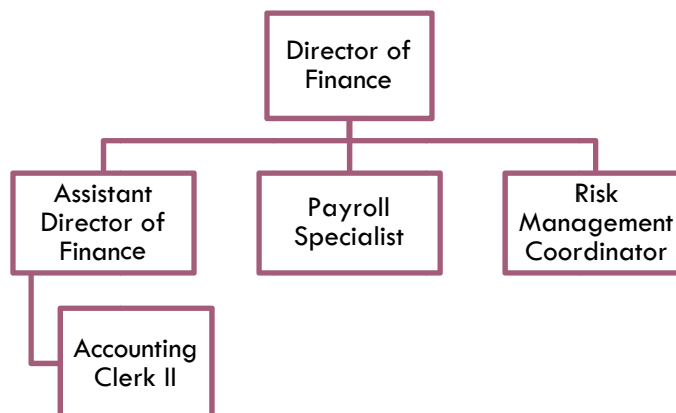 Director of
Finance
Assistant
Director of
Finance
Payroll
Specialist
Risk
Management
Coordinator
Accounting
Clerk II